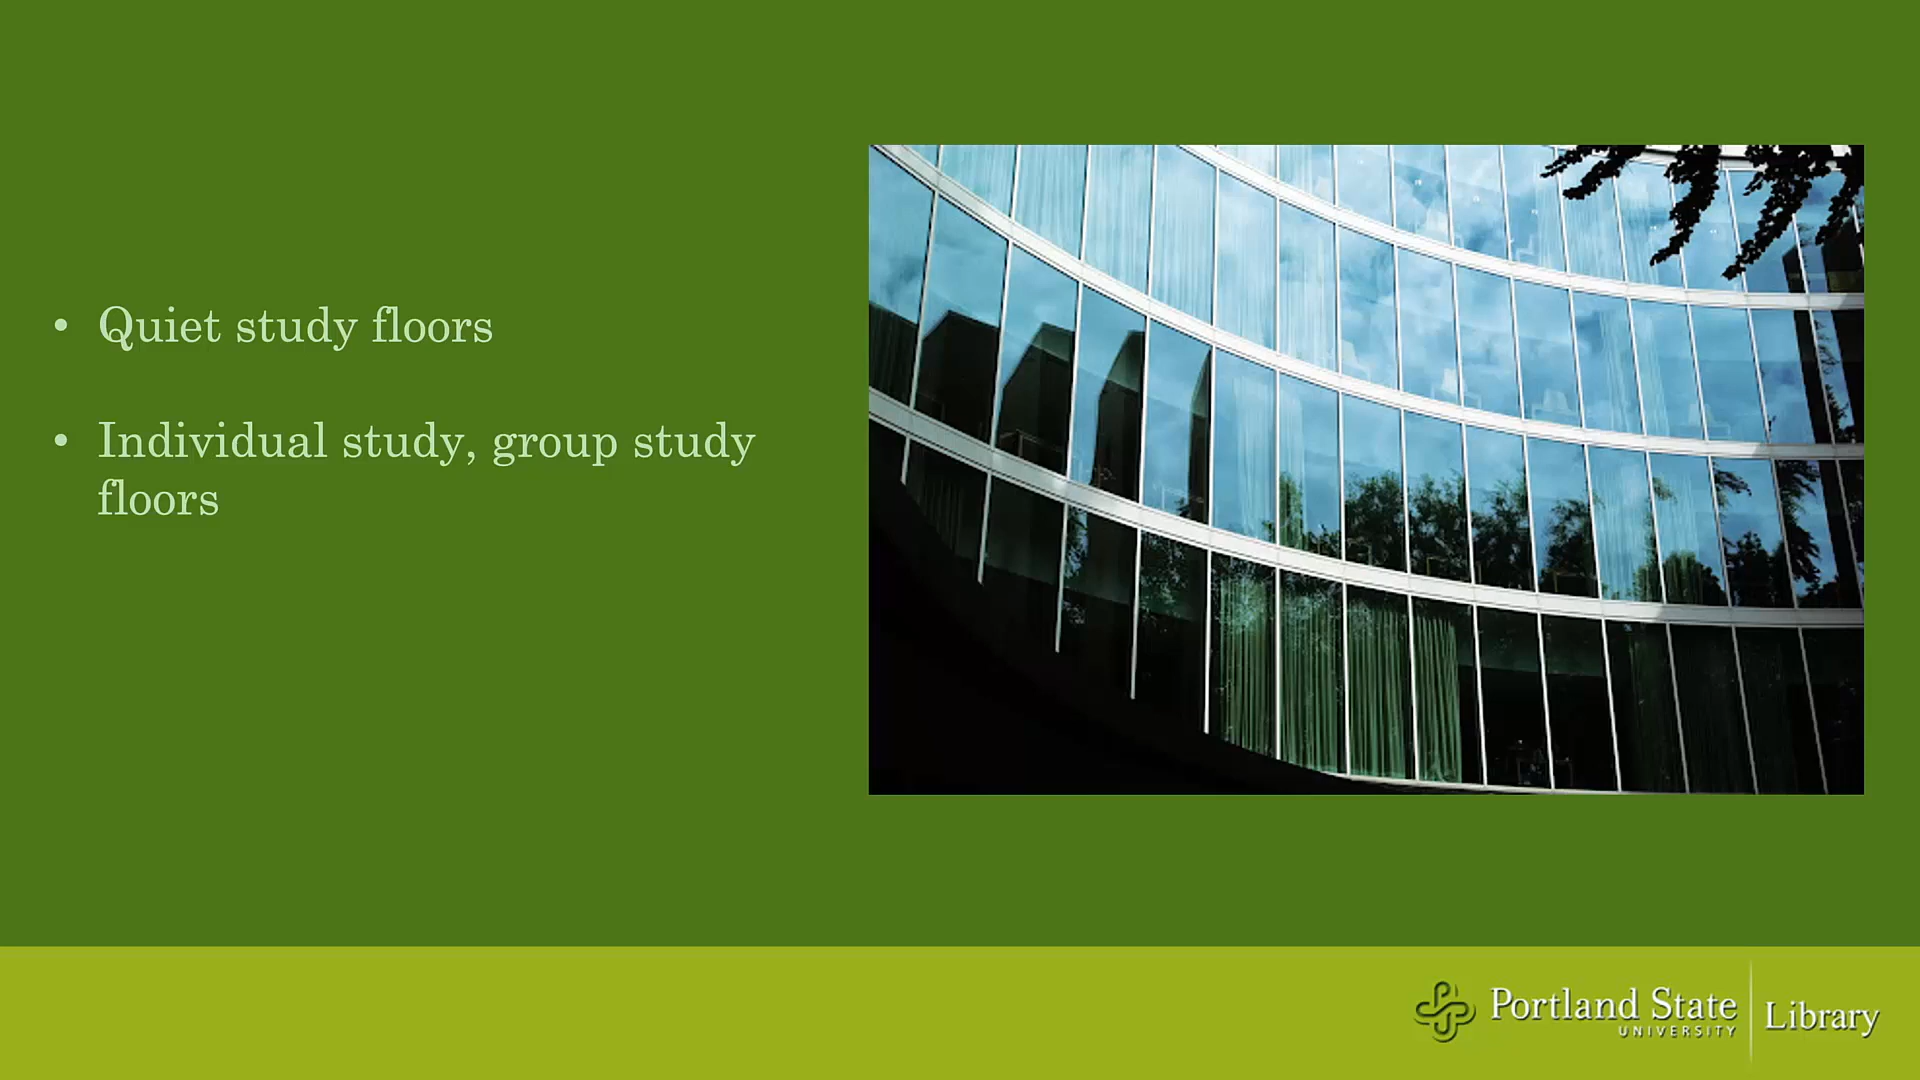 • Quiet study floors
• Individual study, group study
floors
Portland State
UNIVERSITY
Library